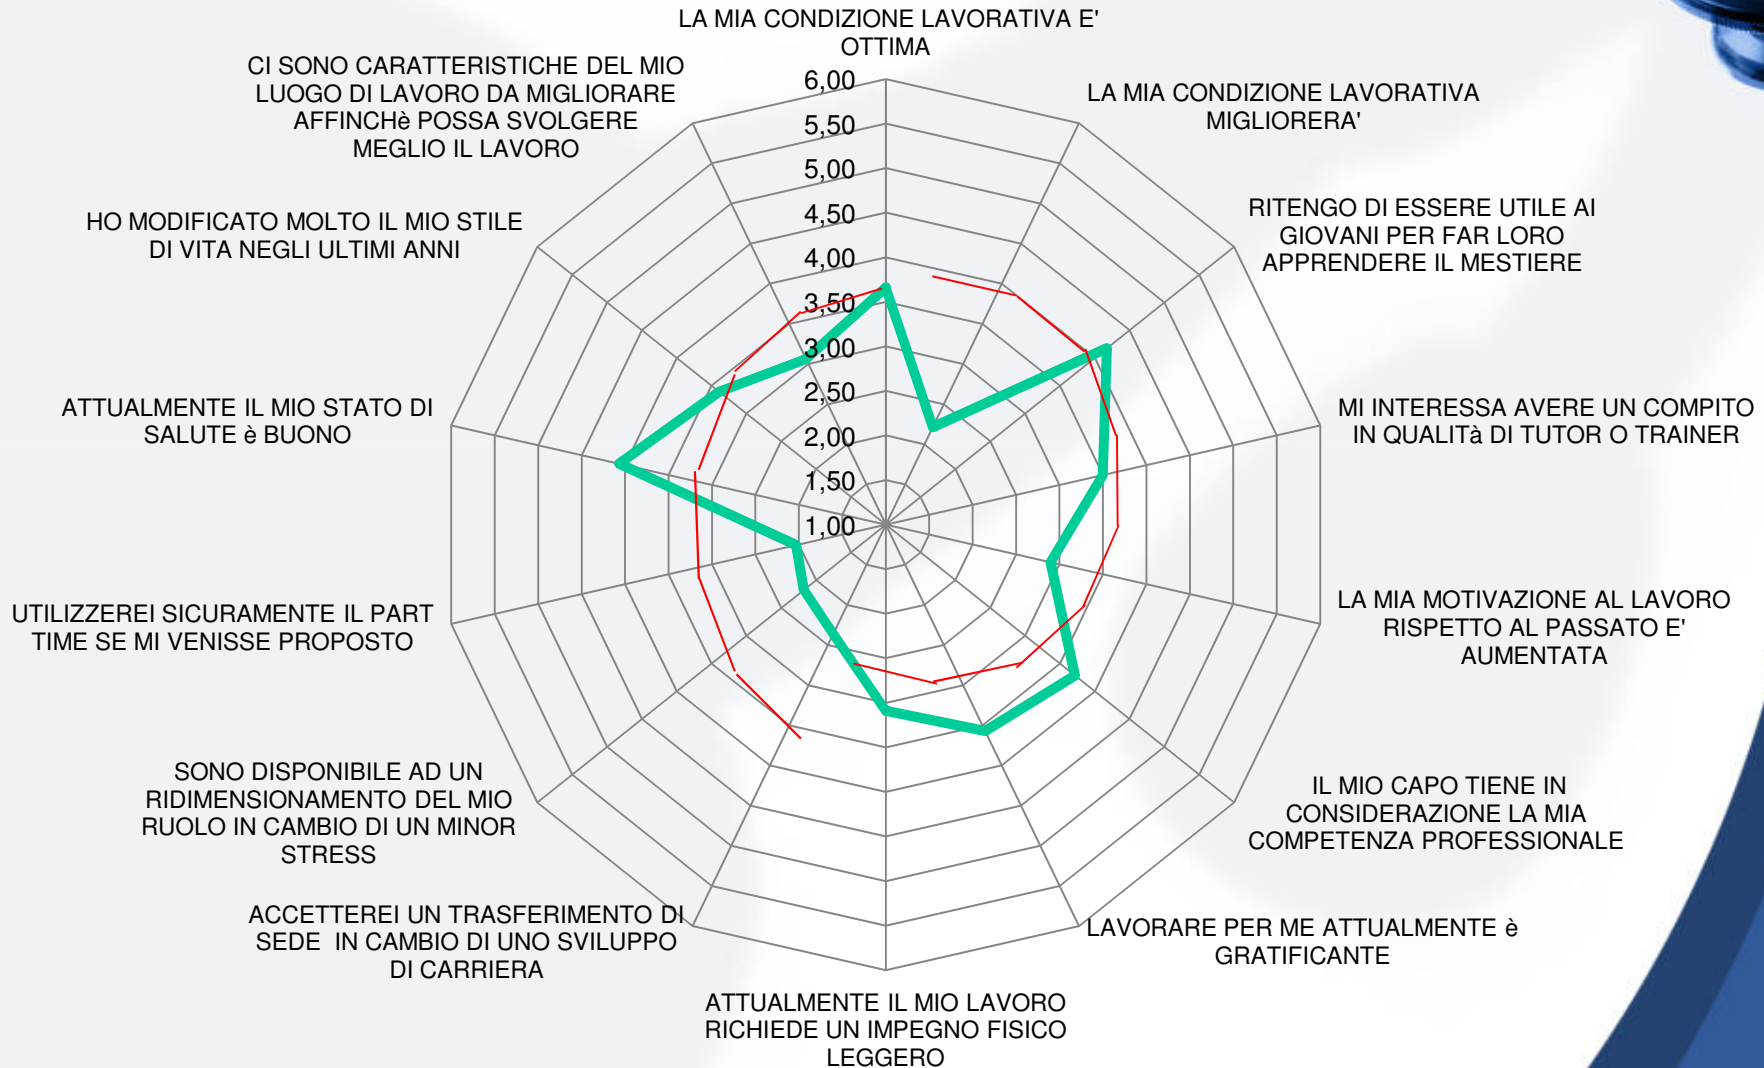 LA MIA CONDIZIONE LAVORATIVA E'
OTTIMA
LA MIA CONDIZIONE LAVORATIVA
MIGLIORERA'
RITENGO DI ESSERE UTILE AI
GIOVANI PER FAR LORO
APPRENDERE IL MESTIERE
MI INTERESSA AVERE UN COMPITO
IN QUALITà DI TUTOR O TRAINER
LA MIA MOTIVAZIONE AL LAVORO
RISPETTO AL PASSATO E'
AUMENTATA
IL MIO CAPO TIENE IN
CONSIDERAZIONE LA MIA
COMPETENZA PROFESSIONALE
LAVORARE PER ME ATTUALMENTE è
GRATIFICANTE
ATTUALMENTE IL MIO LAVORO
RICHIEDE UN IMPEGNO FISICO
LEGGERO
ACCETTEREI UN TRASFERIMENTO DI
SEDE  IN CAMBIO DI UNO SVILUPPO
DI CARRIERA
SONO DISPONIBILE AD UN
RIDIMENSIONAMENTO DEL MIO
RUOLO IN CAMBIO DI UN MINOR
STRESS
UTILIZZEREI SICURAMENTE IL PART
TIME SE MI VENISSE PROPOSTO
ATTUALMENTE IL MIO STATO DI
SALUTE è BUONO
HO MODIFICATO MOLTO IL MIO STILE
DI VITA NEGLI ULTIMI ANNI
CI SONO CARATTERISTICHE DEL MIO
LUOGO DI LAVORO DA MIGLIORARE
AFFINCHè POSSA SVOLGERE
MEGLIO IL LAVORO
6,00
5,50
5,00
4,50
4,00
3,50
3,00
2,50
2,00
1,50
1,00